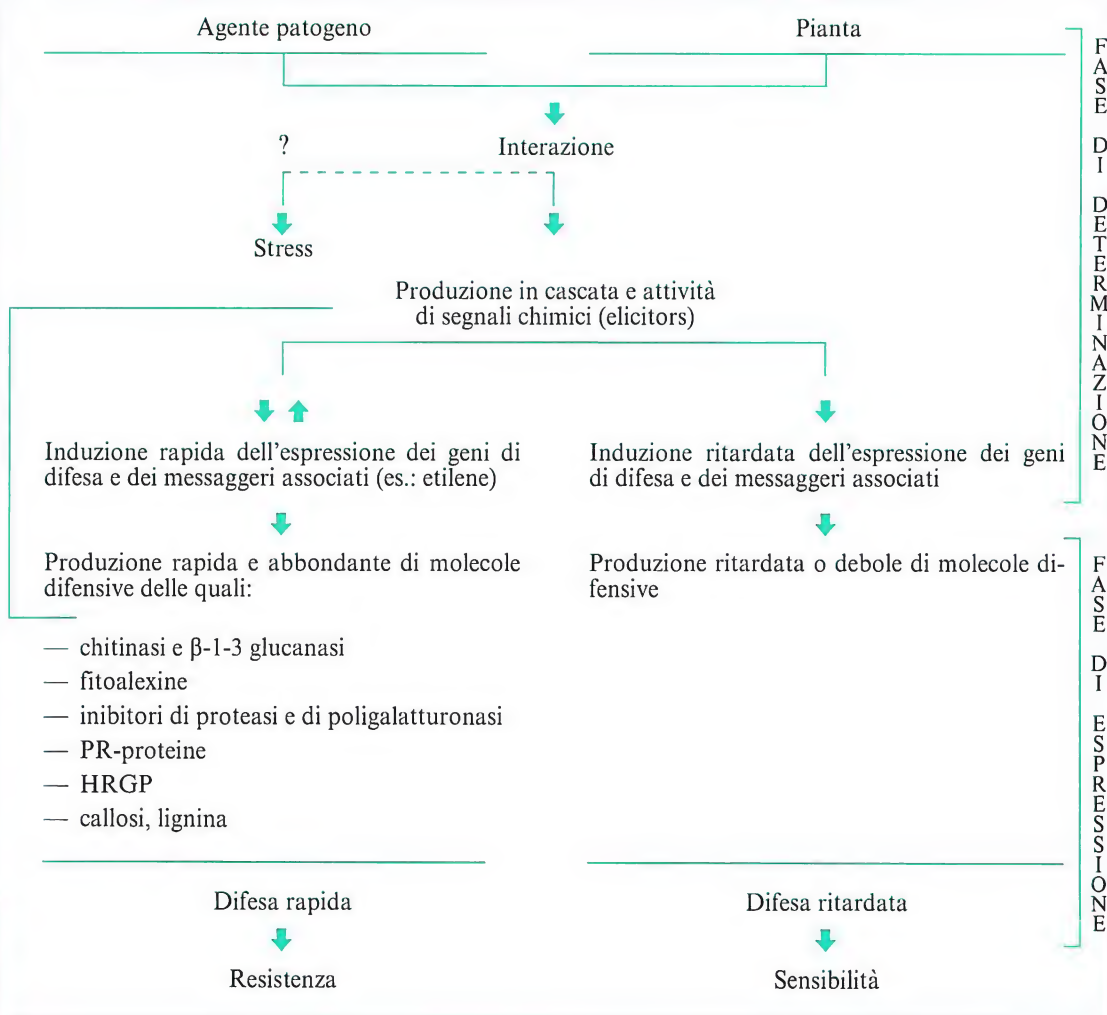 Agente patogeno
Pianta
?
Interazione
Stress
Produzione in cascata e attività
di segnali chimici (elicitors)
Induzione rapida dell'espressione dei geni di
difesa e dei messaggeri associati (es.: etilene)
Induzione ritardata dell'espressione dei geni
di difesa e dei messaggeri associati
Produzione rapida e abbondante di molecole
difensive delle quali:
Produzione ritardata o debole di molecole di-
fensive
— chitinasi e β-1-3 glucanasi
— fitoalexine
— inibitori di proteasi e di poligalatturonasi
— PR-proteine
— HRGP
— callosi, lignina
Difesa rapida
Difesa ritardata
Resistenza
Sensibilità
FASE DI DETERMINAZIONE
FASE DI ESPRESSIONE